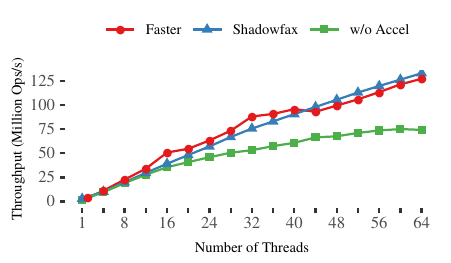 Faster Shadowfax w/o Accel
Throughput (Million Ops/s)
125
100
75
50
25
0
1 8 16 24 32 40 48 56 64
Number of Threads